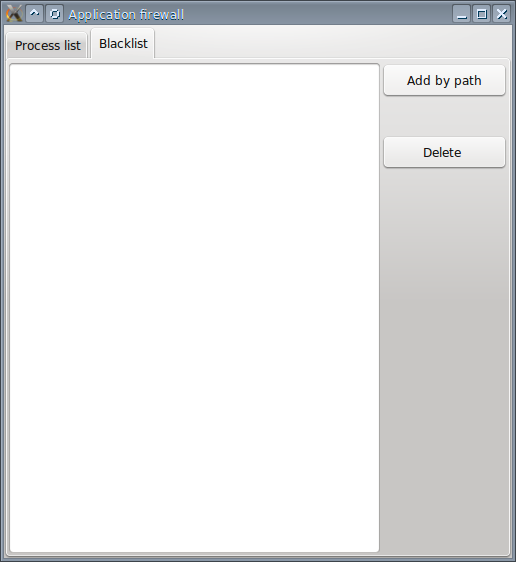 Application firewall
Process list
Blacklist
Add by path
Delete